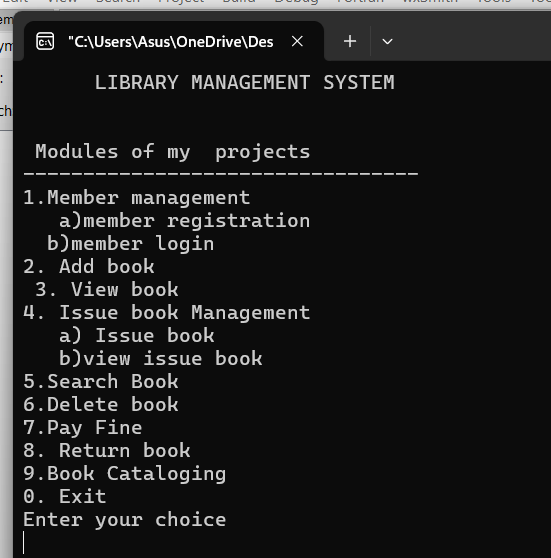 Edit View Search Project Build Debug Fortran wxSmith Tools
"C:\Users\Asus\OneDrive\Des
LIBRARY MANAGEMENT SYSTEM
Modules of my  projects
---------------------------------
1.Member management
a)member registration
b)member login
2. Add book
3. View book
4. Issue book Management
a) Issue book
b)view issue book
5.Search Book
6.Delete book
7.Pay Fine
8. Return book
9.Book Cataloging
0. Exit
Enter your choice